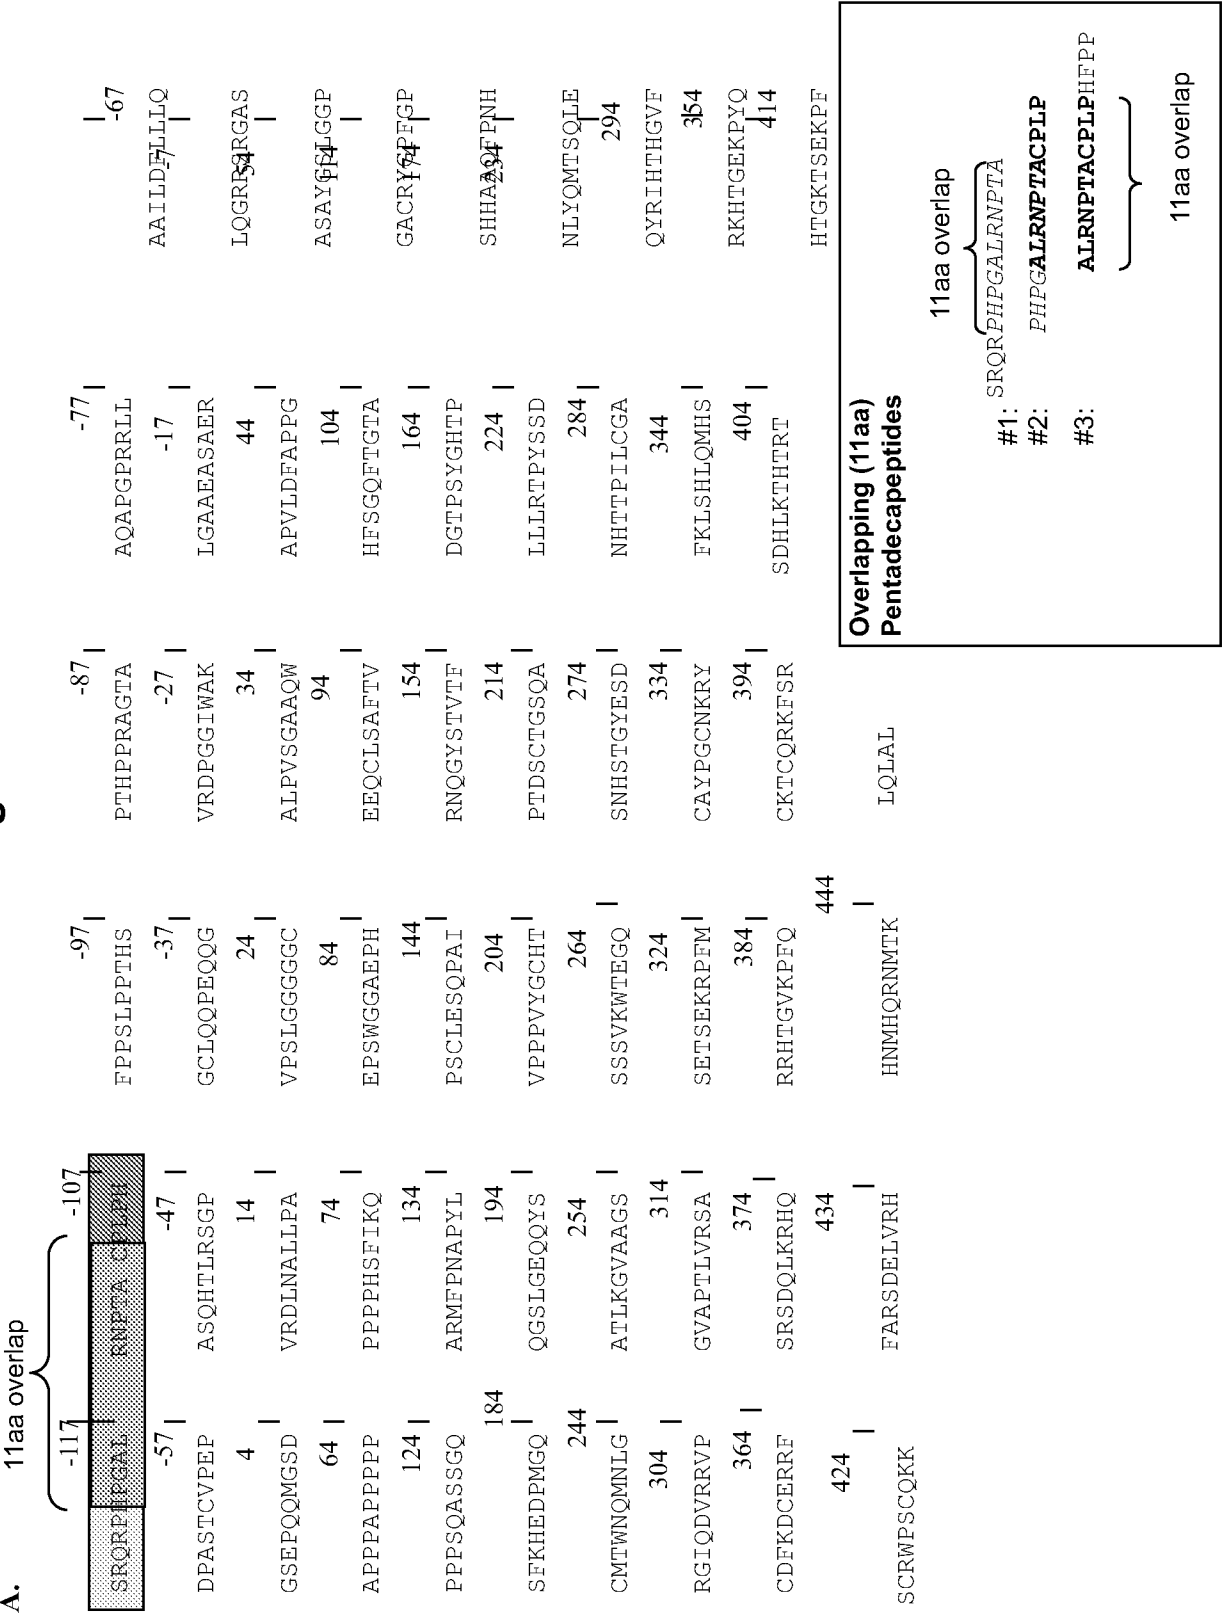 A.
11aa overlap
-117 -107 -97 -87 -77 -67
SRQRPHPGAL RNPTA CPLPH FPPSLPPTHS PTHPPRAGTA AQAPGPRRLL AAILDFLLLQ
-57 -47 -37 -27 -17 -7
DPASTCVPEP ASQHTLRSGP GCLQQPEQQG VRDPGGIWAK LGAAEASAER LQGRRSRGAS
4 14 24 34 44 54
GSEPQQMGSD VRDLNALLPA VPSLGGGGGC ALPVSGAAQW APVLDFAPPG ASAYGSLGGP
64 74 84 94 104 114
APPPAPPPPP PPPPHSFIKQ EPSWGGAEPH EEQCLSAFTV HFSGQFTGTA GACRYGPFGP
124 134 144 154 164 174
PPPSQASSGQ ARMFPNAPYL PSCLESQPAI RNQGYSTVTF DGTPSYGHTP SHHAAQFPNH
184 194 204 214 224 234
SFKHEDPMGQ QGSLGEQQYS VPPPVYGCHT PTDSCTGSQA LLLRTPYSSD NLYQMTSQLE
244 254 264 274 284 294
CMTWNQMNLG ATLKGVAAGS SSSVKWTEGQ SNHSTGYESD NHTTPILCGA QYRIHTHGVF
304 314 324 334 344 354
RGIQDVRRVP GVAPTLVRSA SETSEKRPFM CAYPGCNKRY FKLSHLQMHS RKHTGEKPYQ
364 374 384 394 404 414
CDFKDCERRF SRSDQLKRHQ RRHTGVKPFQ CKTCQRKFSR SDHLKTHTRT HTGKTSEKPF
424 434 444
SCRWPSCQKK FARSDELVRH HNMHQRNMTK LQLAL
Overlapping (11aa)
Pentadecapeptides
11aa overlap
#1: SRQRPHPGALRNPTA
#2: PHPGALRNPTACPLP
#3: ALRNPTACPLPHFPP
11aa overlap